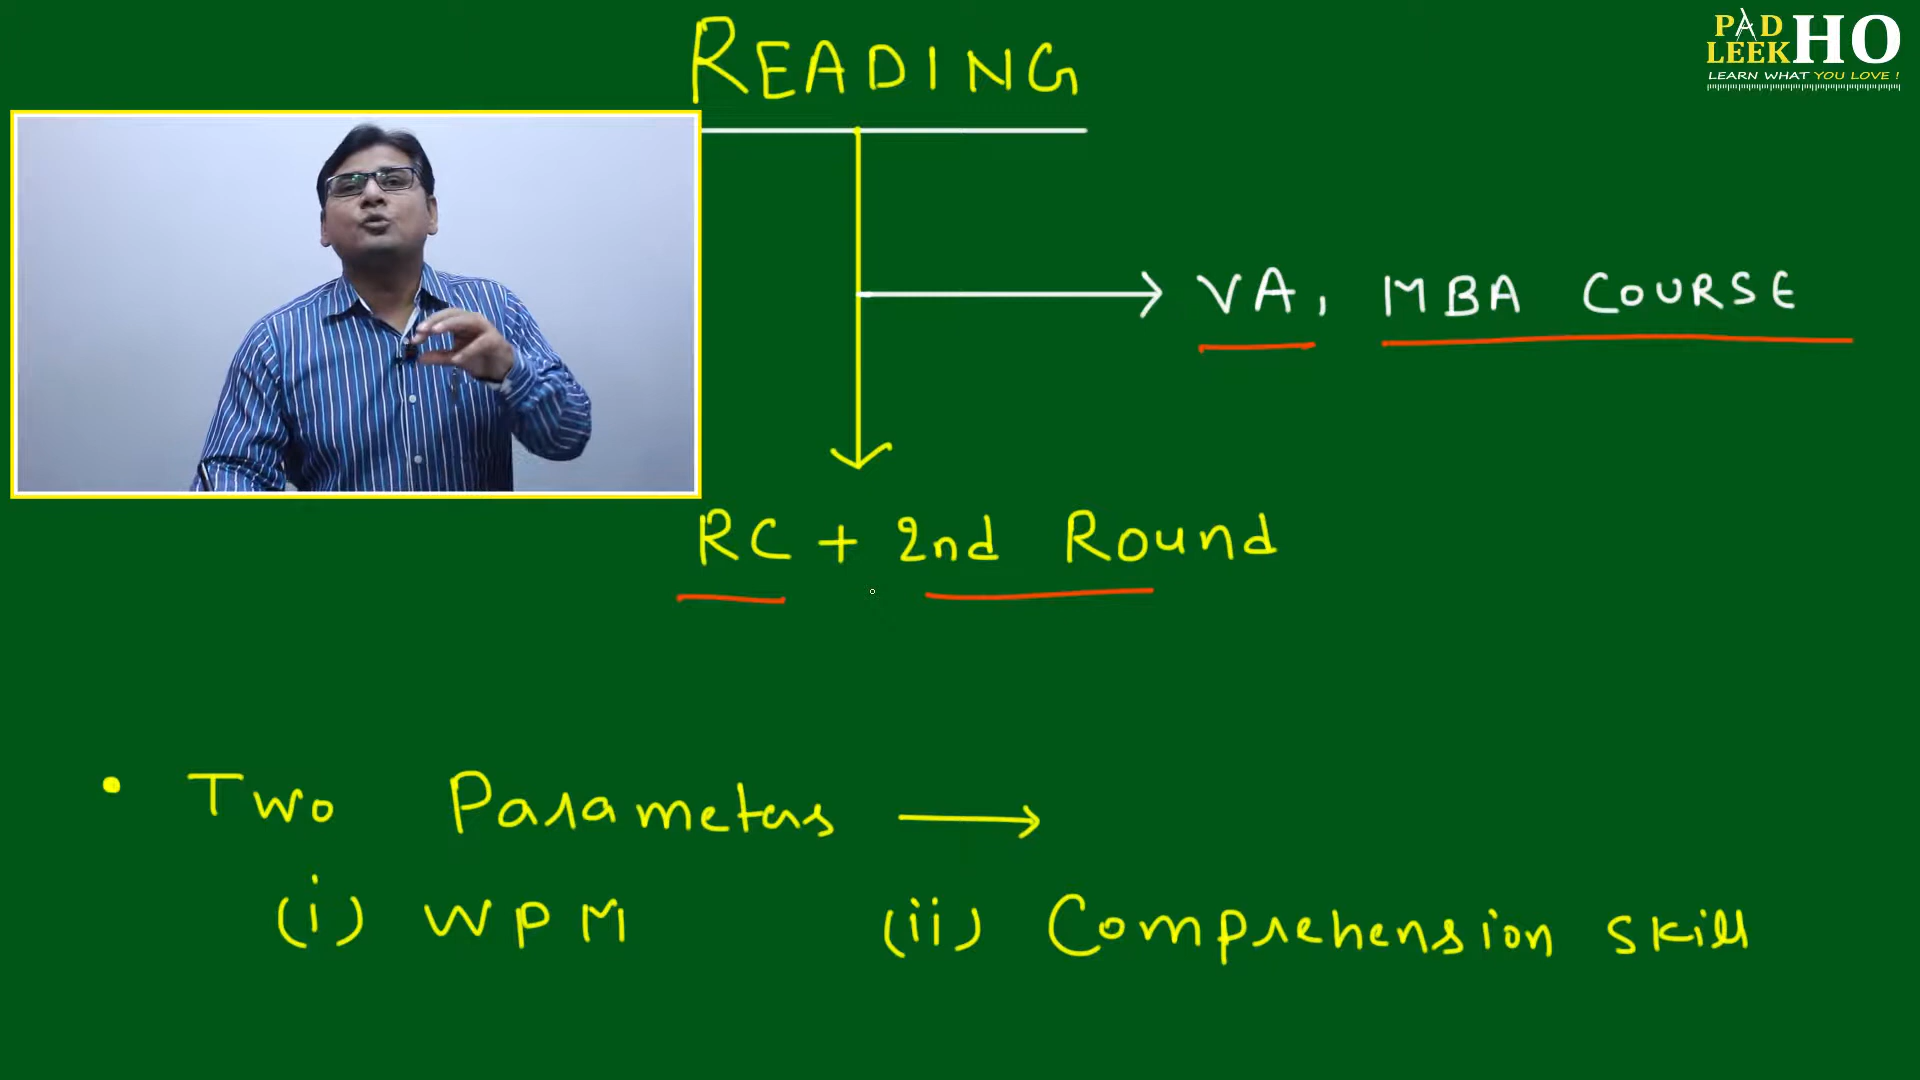 READING
PAD
LEEK HO
LEARN WHAT YOU LOVE !
VA, MBA COURSE
RC + 2nd Round
• Two Parameters →
(i) WPM (ii) Comprehension skill